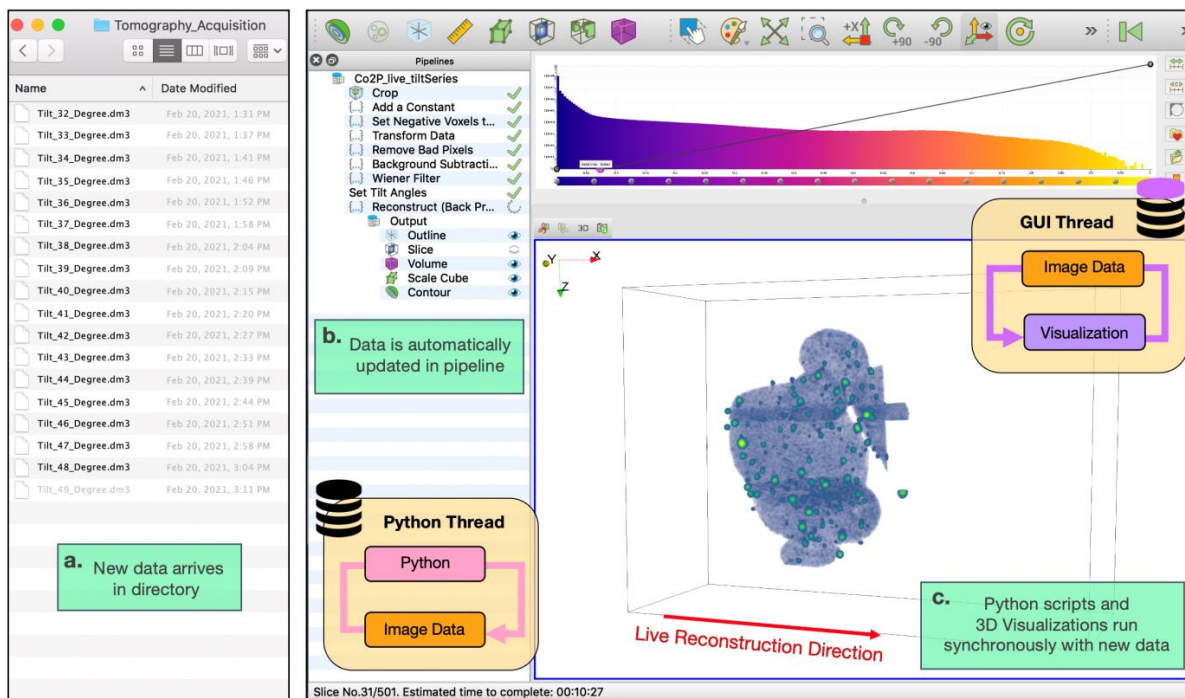 Tomography_Acquisition
Name
Date Modified
Tilt_32_Degree.dm3 Feb 20, 2021, 1:31 PM
Tilt_33_Degree.dm3 Feb 20, 2021, 1:37 PM
Tilt_34_Degree.dm3 Feb 20, 2021, 1:41 PM
Tilt_35_Degree.dm3 Feb 20, 2021, 1:46 PM
Tilt_36_Degree.dm3 Feb 20, 2021, 1:52 PM
Tilt_37_Degree.dm3 Feb 20, 2021, 1:58 PM
Tilt_38_Degree.dm3 Feb 20, 2021, 2:04 PM
Tilt_39_Degree.dm3 Feb 20, 2021, 2:09 PM
Tilt_40_Degree.dm3 Feb 20, 2021, 2:15 PM
Tilt_41_Degree.dm3 Feb 20, 2021, 2:20 PM
Tilt_42_Degree.dm3 Feb 20, 2021, 2:27 PM
Tilt_43_Degree.dm3 Feb 20, 2021, 2:33 PM
Tilt_44_Degree.dm3 Feb 20, 2021, 2:39 PM
Tilt_45_Degree.dm3 Feb 20, 2021, 2:44 PM
Tilt_46_Degree.dm3 Feb 20, 2021, 2:51 PM
Tilt_47_Degree.dm3 Feb 20, 2021, 2:58 PM
Tilt_48_Degree.dm3 Feb 20, 2021, 3:04 PM
Tilt_49_Degree.dm3 Feb 20, 2021, 3:11 PM
a. New data arrives
in directory
+X
+90
-90
»
Pipelines
Co2P_live_tiltSeries
Crop
Add a Constant
Set Negative Voxels t...
Transform Data
Remove Bad Pixels
Background Subtracti...
Wiener Filter
Set Tilt Angles
Reconstruct (Back Pr...
Output
Outline
Slice
Volume
Scale Cube
Contour
b. Data is automatically
updated in pipeline
Python Thread
Python
Image Data
3D
Y
X
Z
GUI Thread
Image Data
Visualization
Live Reconstruction Direction
c. Python scripts and
3D Visualizations run
synchronously with new data
Slice No.31/501. Estimated time to complete: 00:10:27